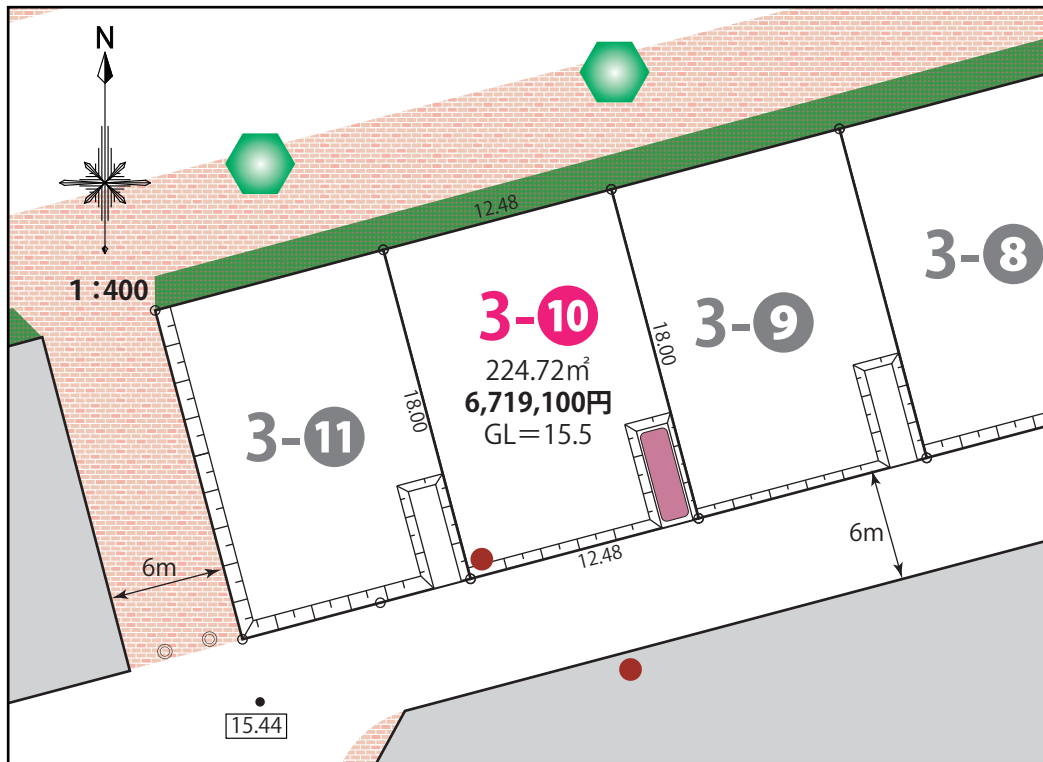 N
1：400
12.48
3-8
3-9
3-10
224.72㎡
6,719,100円
GL＝15.5
18.00
18.00
3-11
12.48
6m
6m
15.44